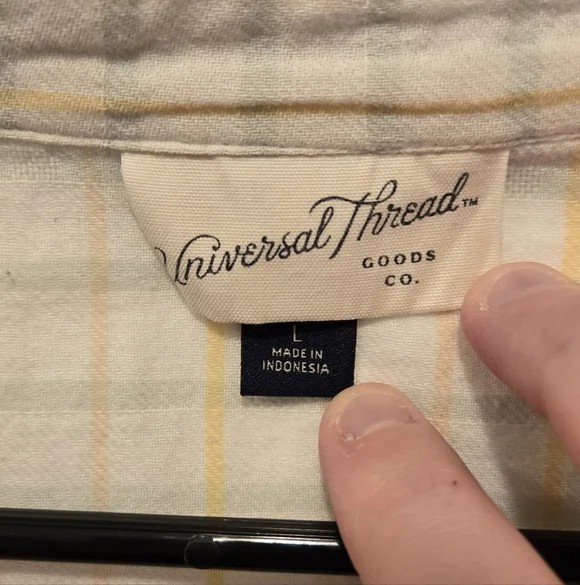 Universal Thread™
GOODS
CO.
L
MADE IN
INDONESIA